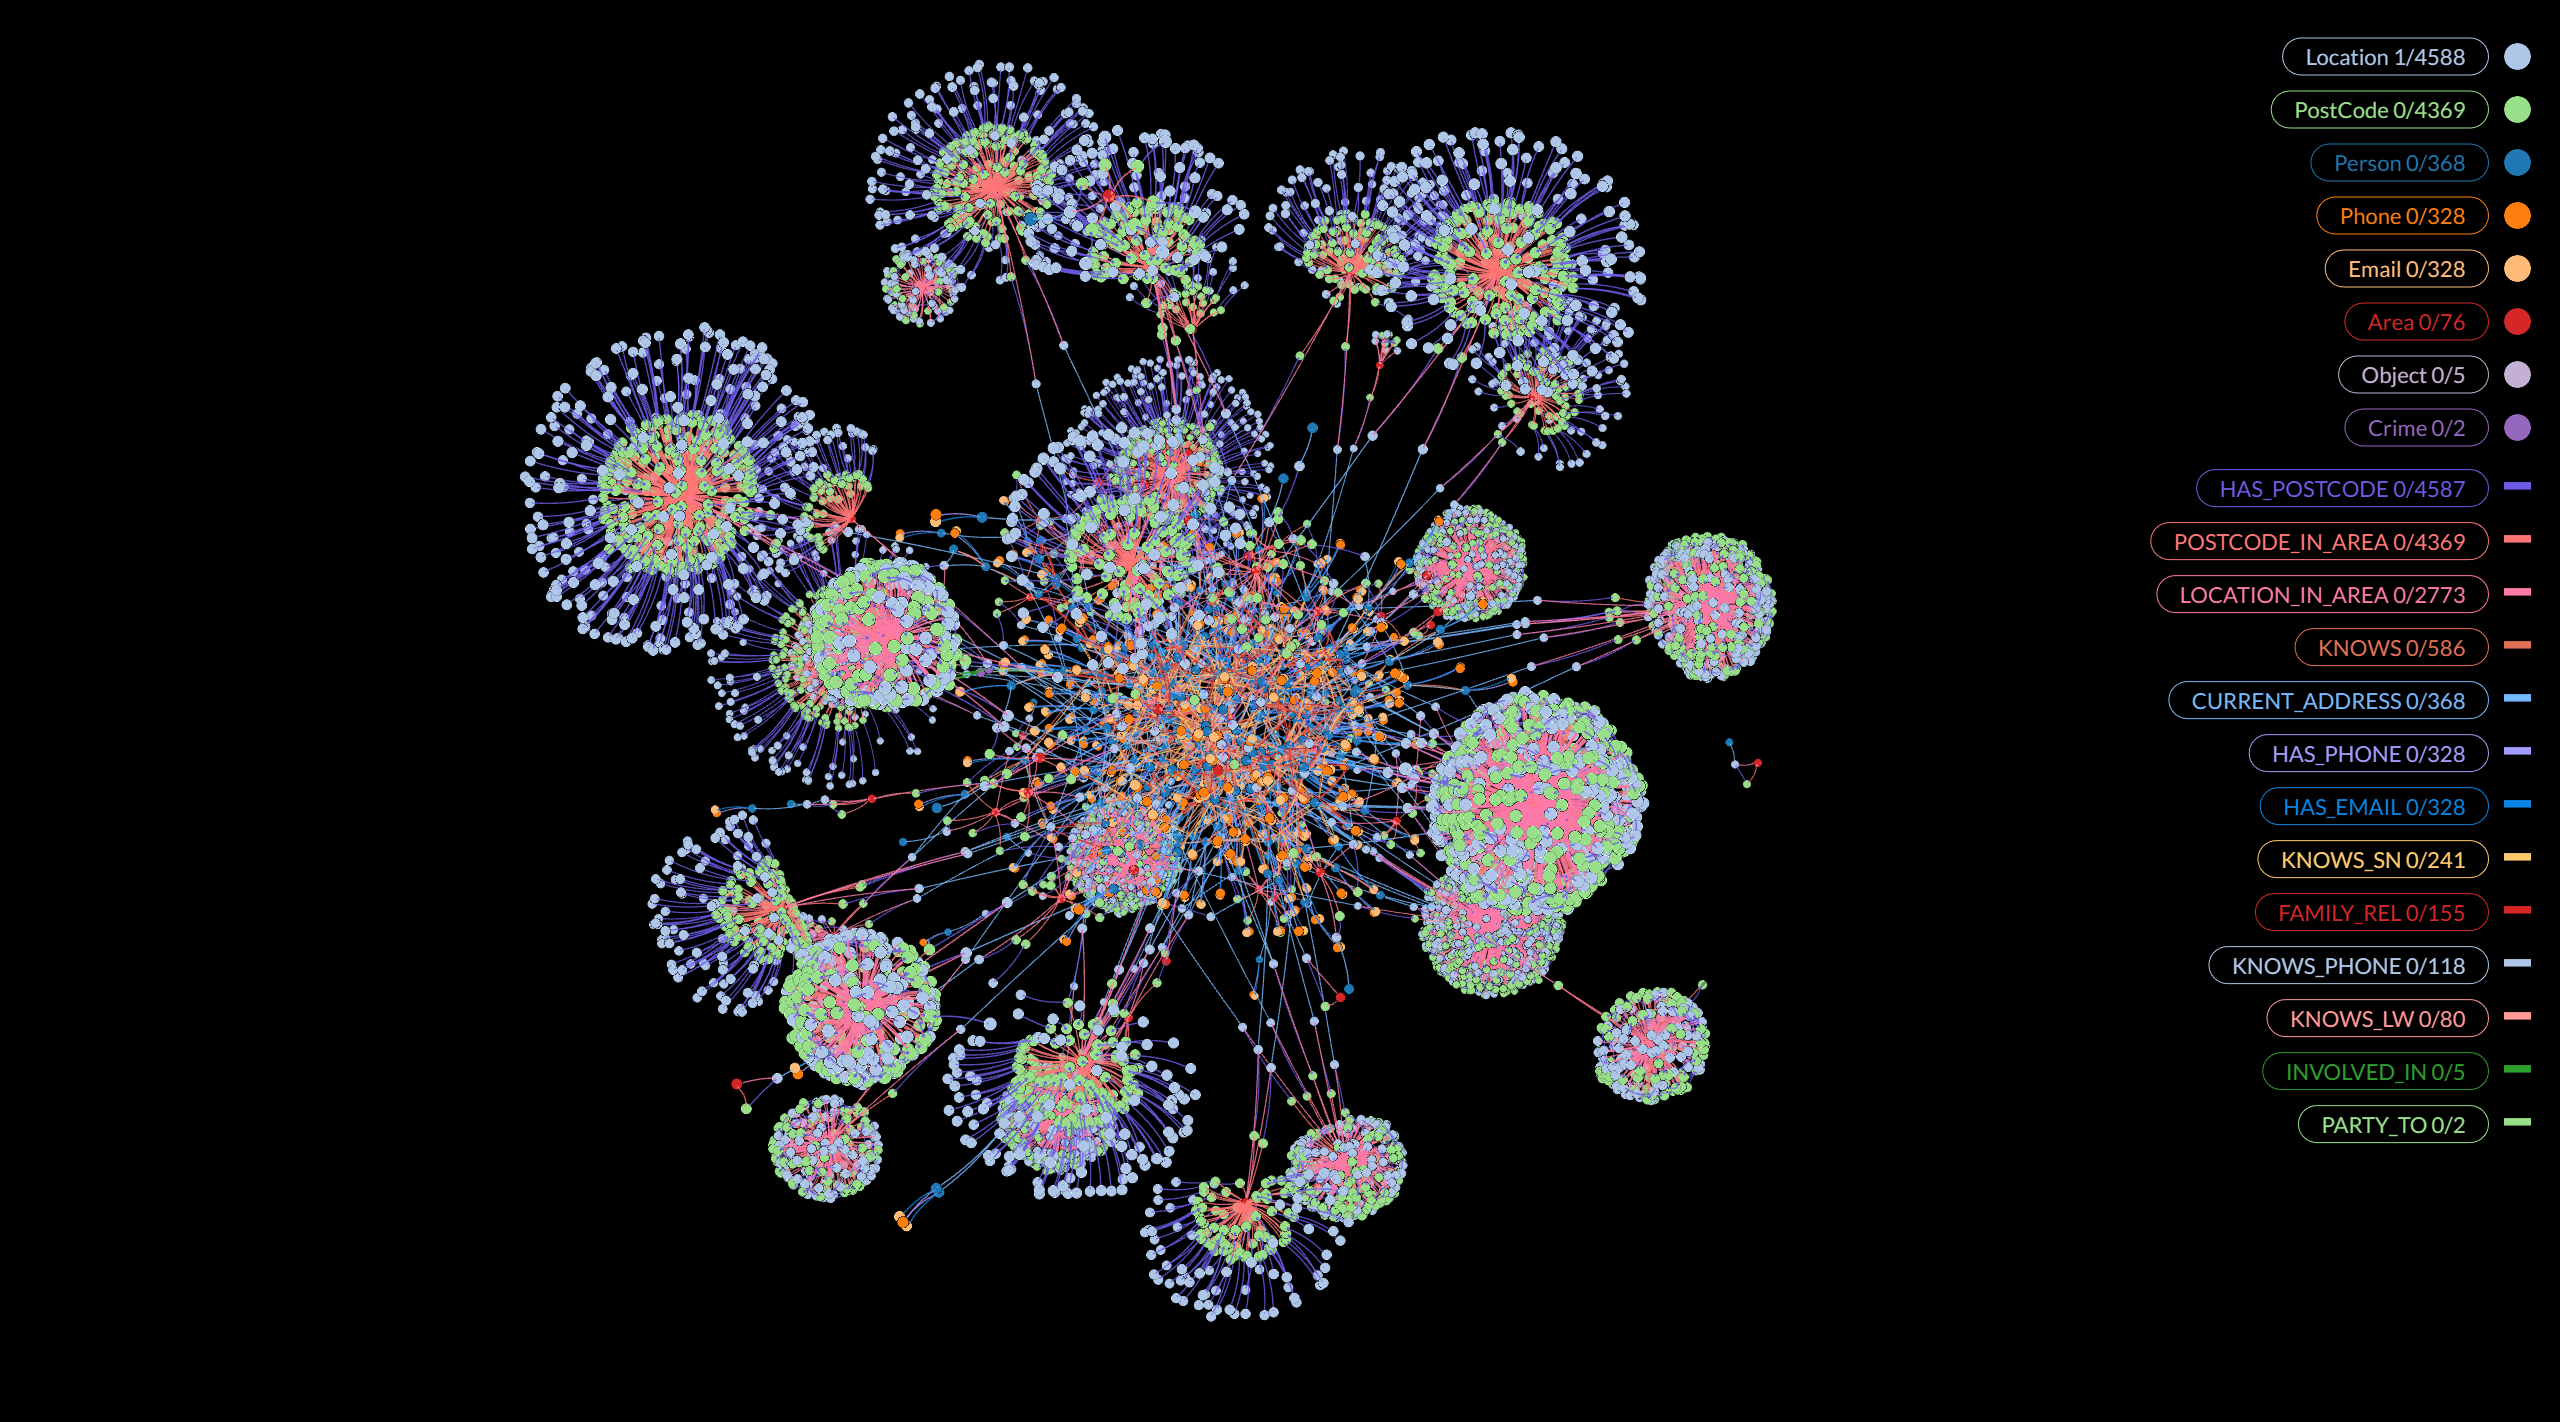 Location 1/4588
PostCode 0/4369
Person 0/368
Phone 0/328
Email 0/328
Area 0/76
Object 0/5
Crime 0/2
HAS_POSTCODE 0/4587
POSTCODE_IN_AREA 0/4369
LOCATION_IN_AREA 0/2773
KNOWS 0/586
CURRENT_ADDRESS 0/368
HAS_PHONE 0/328
HAS_EMAIL 0/328
KNOWS_SN 0/241
FAMILY_REL 0/155
KNOWS_PHONE 0/118
KNOWS_LW 0/80
INVOLVED_IN 0/5
PARTY_TO 0/2